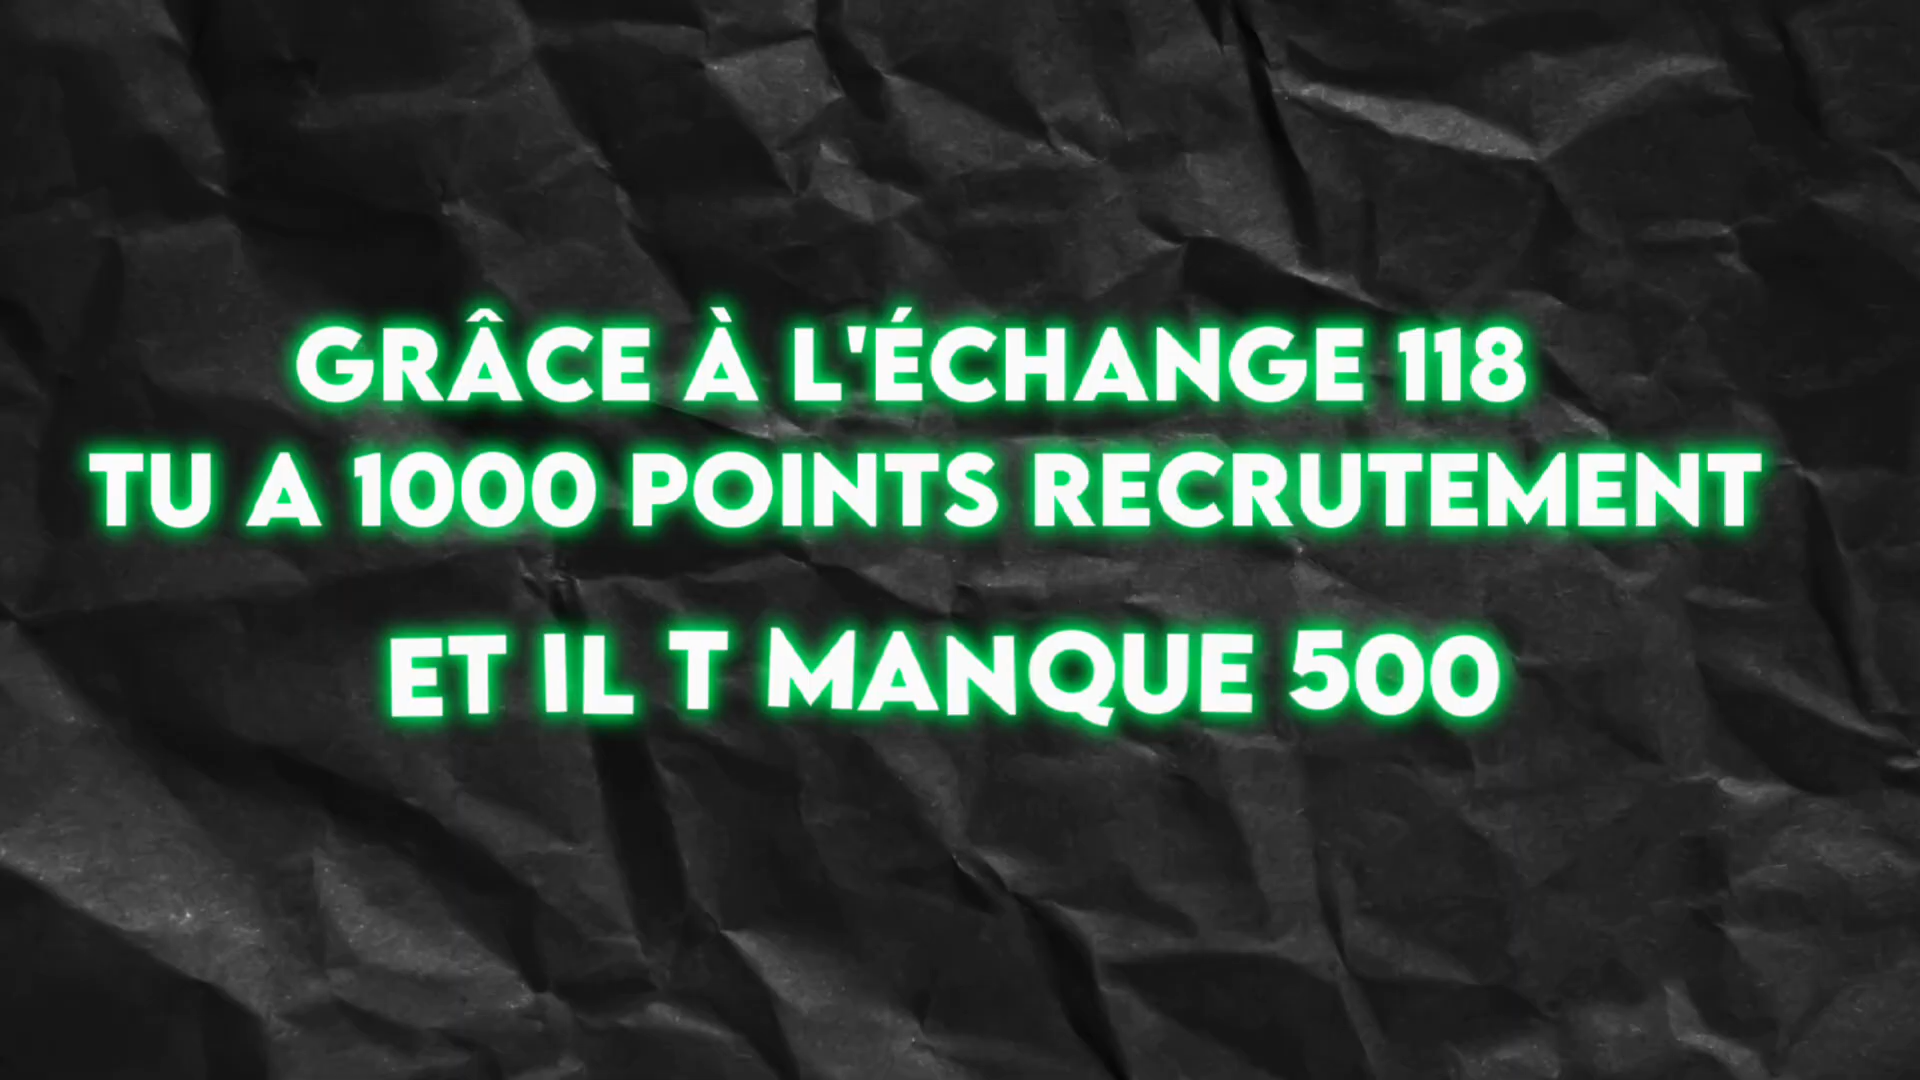 GRÂCE À L'ÉCHANGE 118
TU A 1000 POINTS RECRUTEMENT
ET IL T MANQUE 500